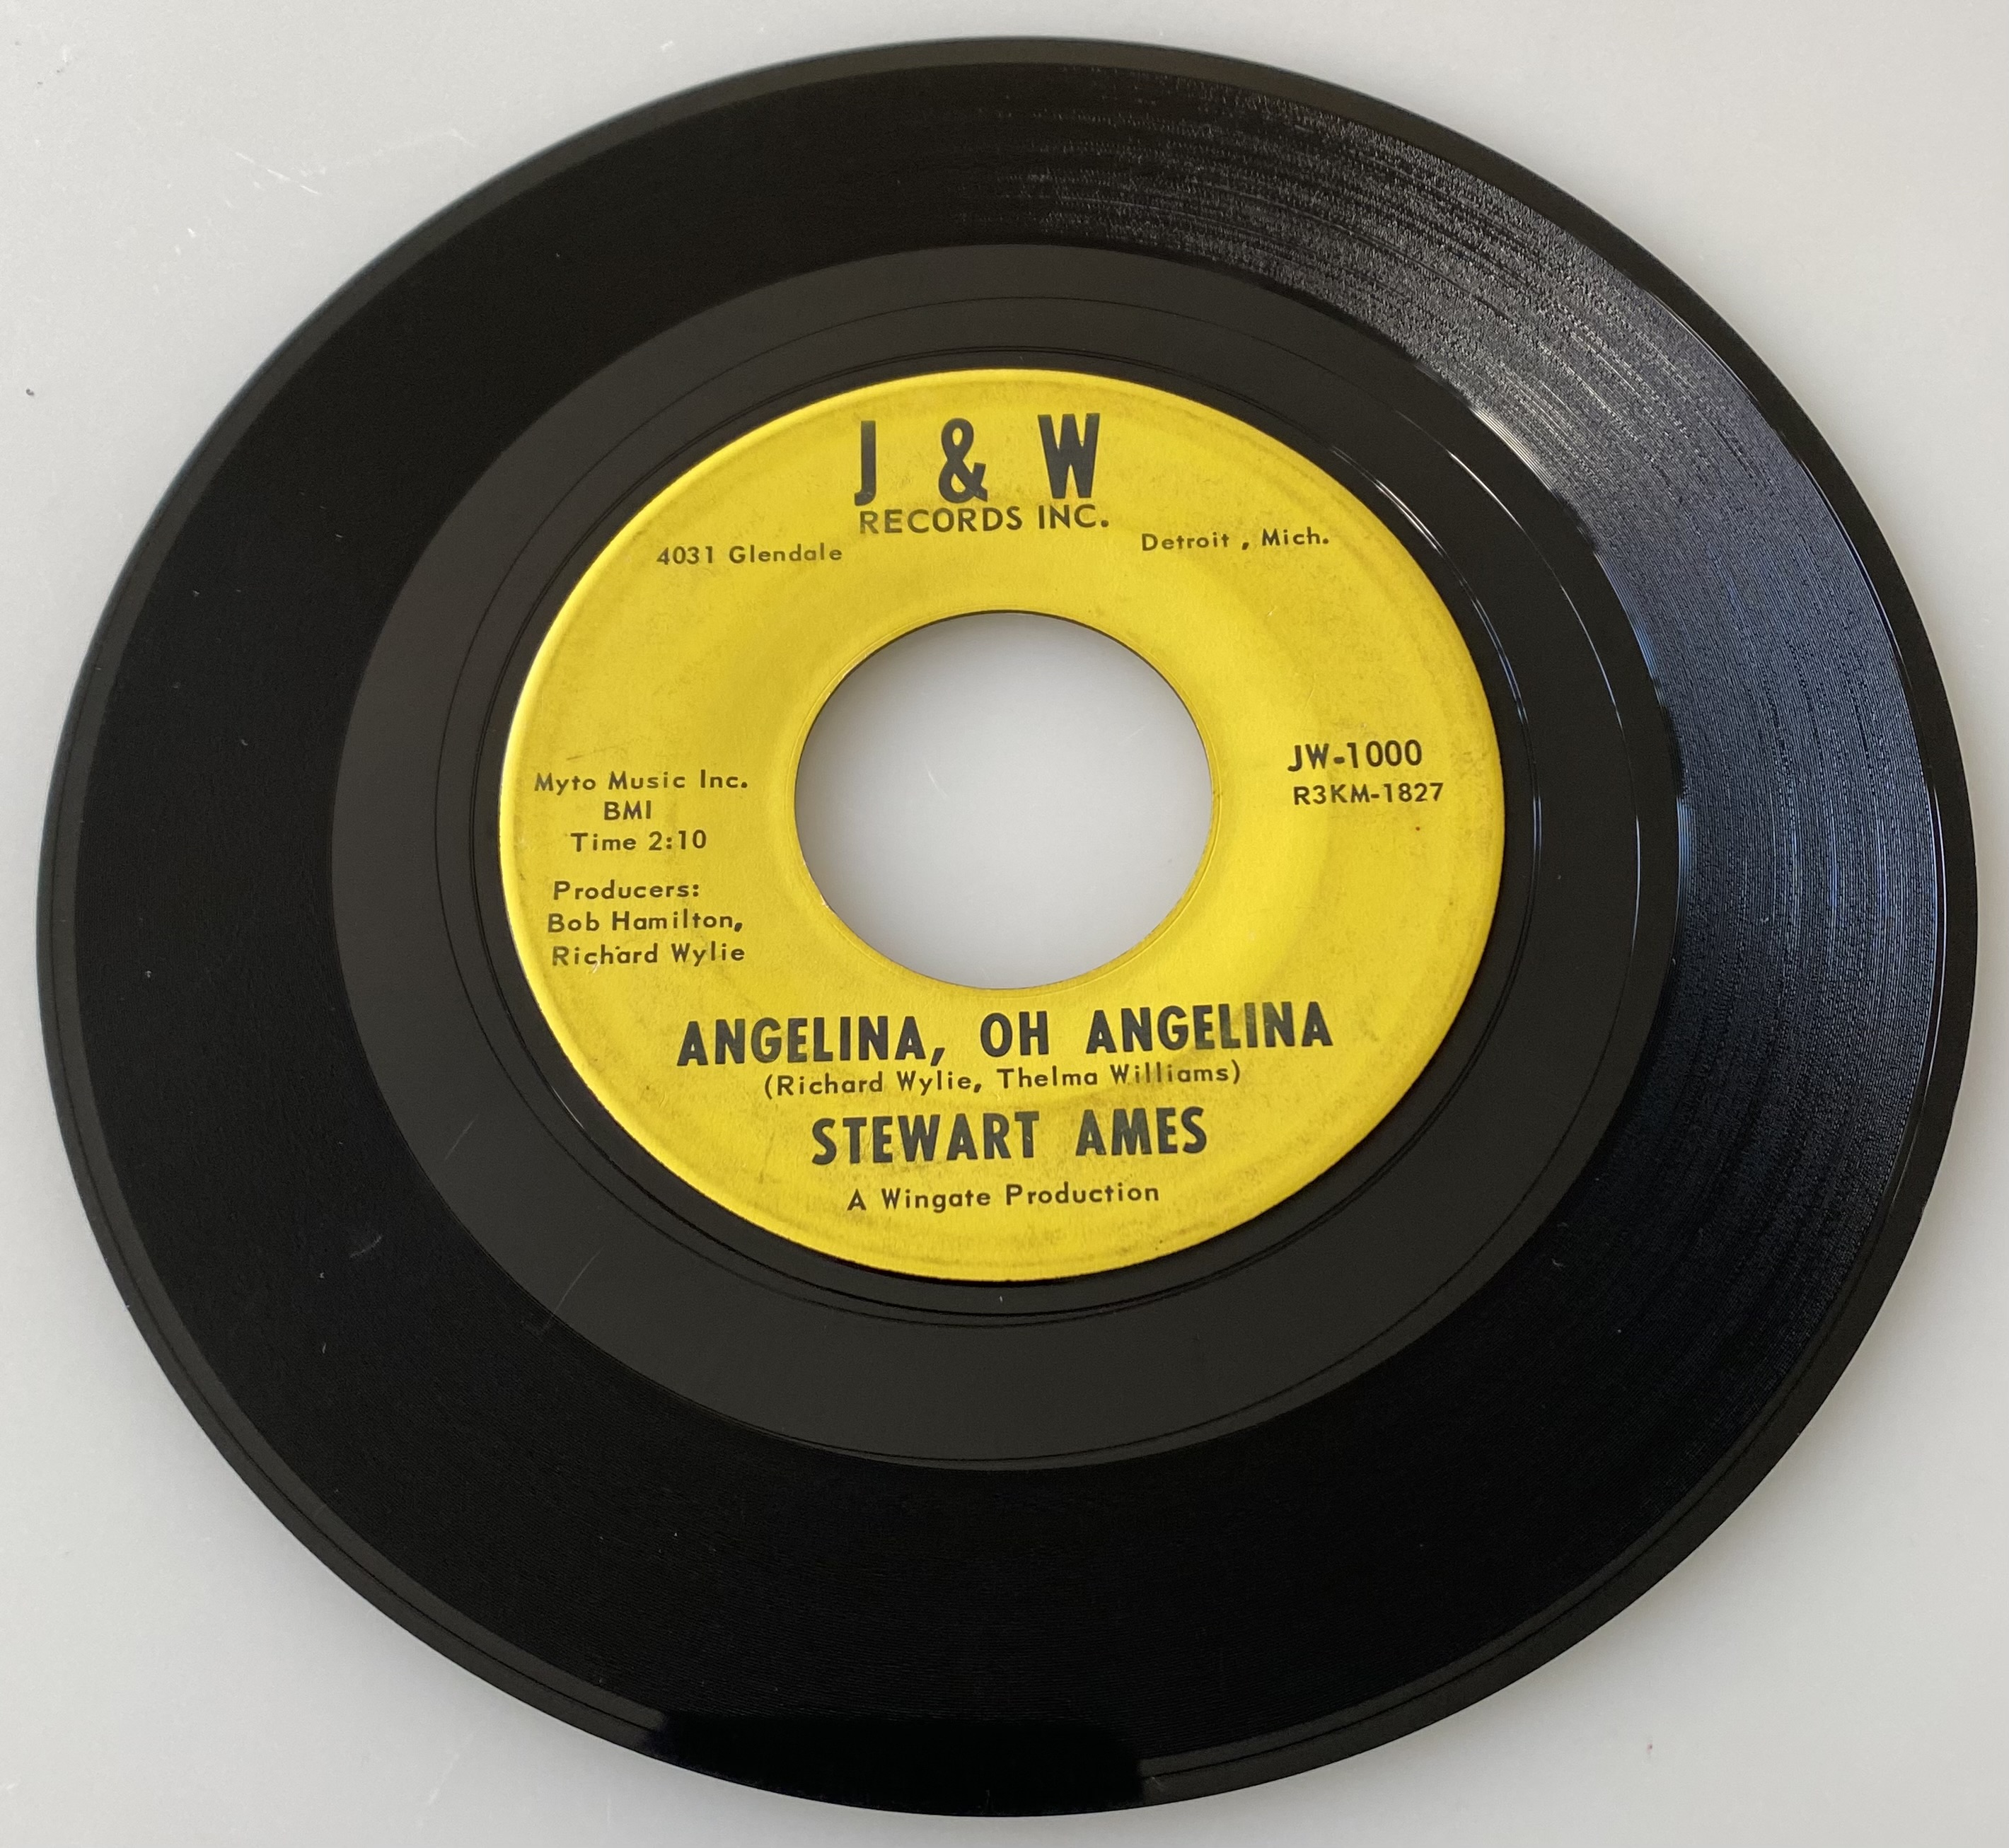 J & W
RECORDS INC.
4031 Glendale Detroit , Mich.
JW-1000
R3KM-1827
Myto Music Inc.
BMI
Time 2:10
Producers:
Bob Hamilton,
Richard Wylie
ANGELINA, OH ANGELINA
(Richard Wylie, Thelma Williams)
STEWART AMES
A Wingate Production